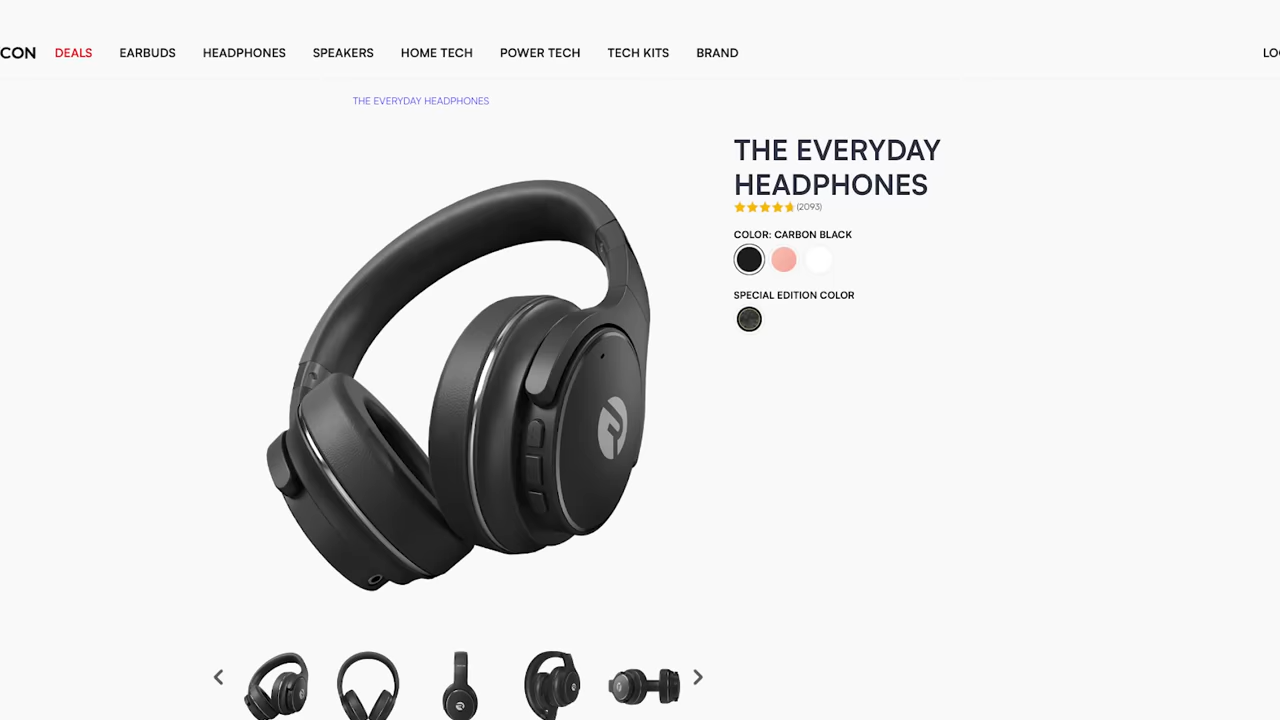 CON DEALS EARBUDS HEADPHONES SPEAKERS HOME TECH POWER TECH TECH KITS BRAND LO
THE EVERYDAY HEADPHONES
THE EVERYDAY
HEADPHONES
(2093)
COLOR: CARBON BLACK
SPECIAL EDITION COLOR